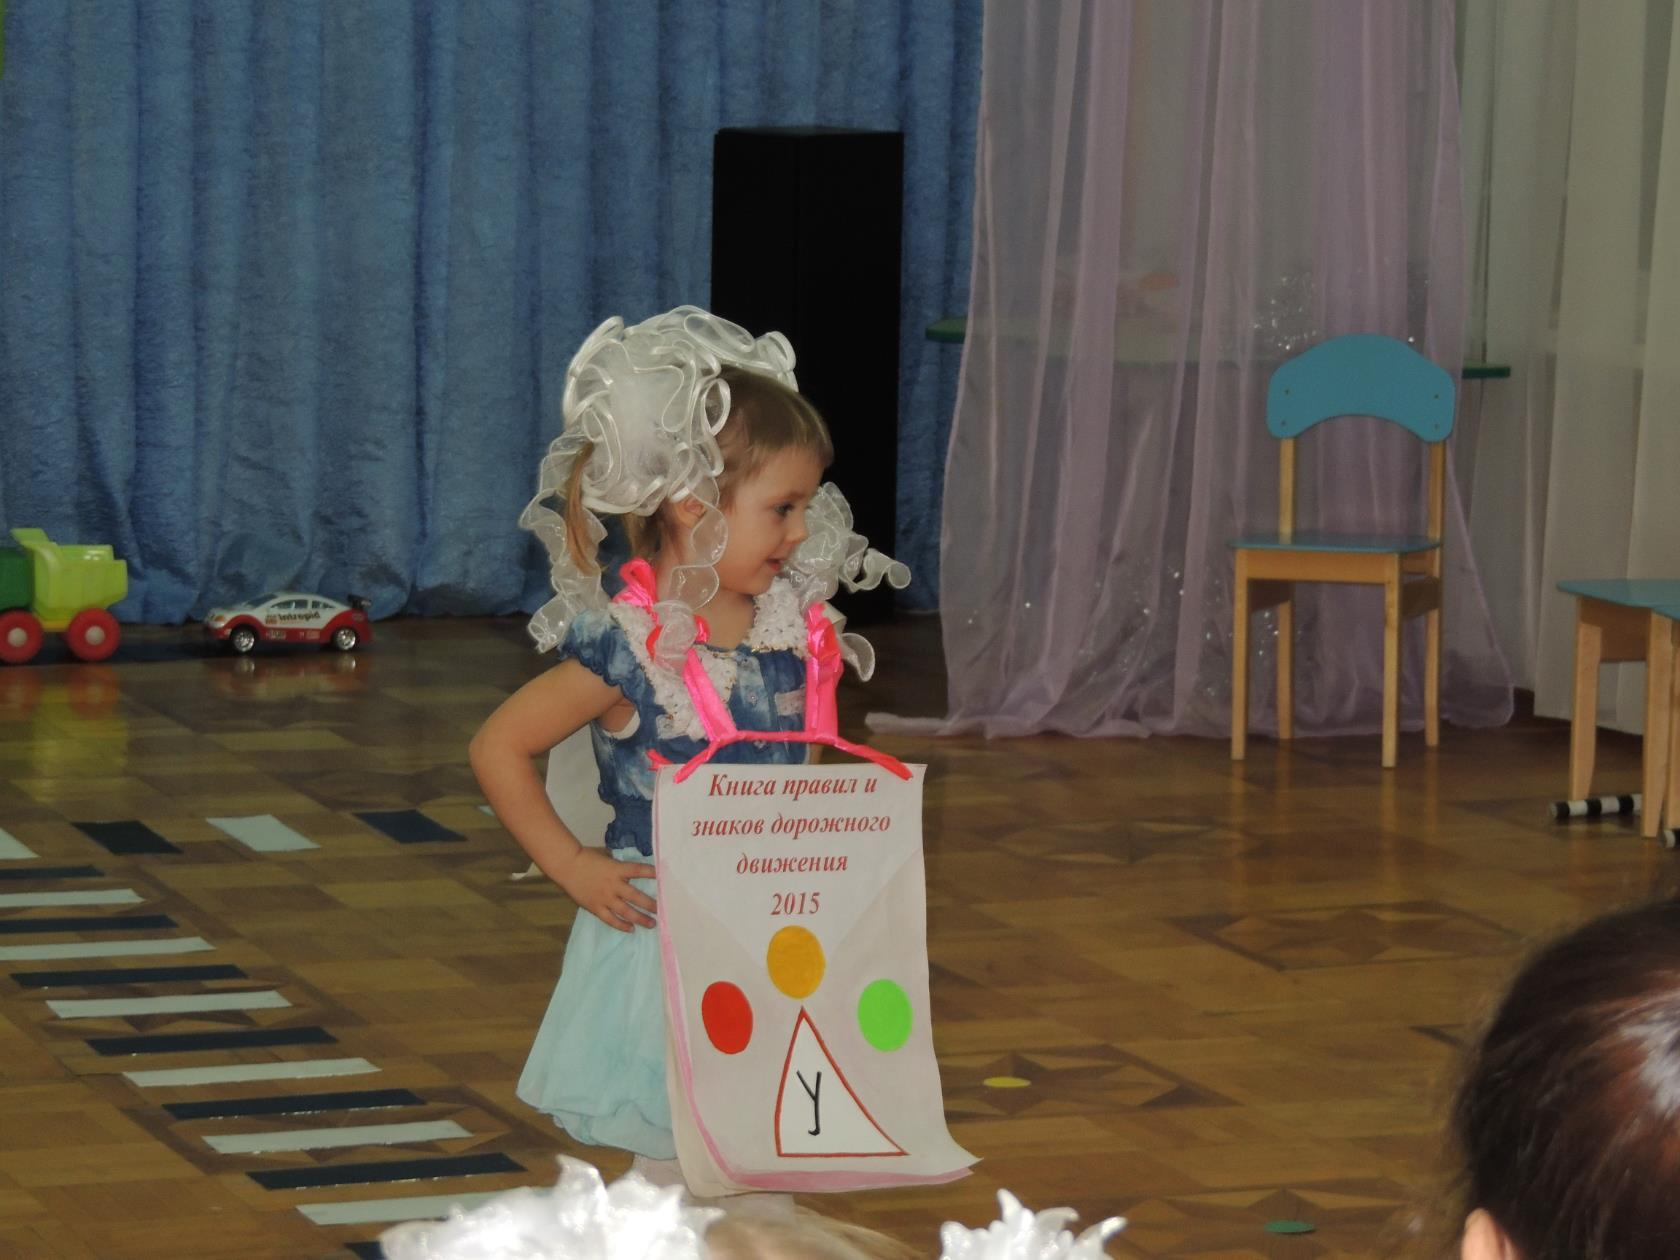 Книга правил и
знаков дорожного
движения
2015
У